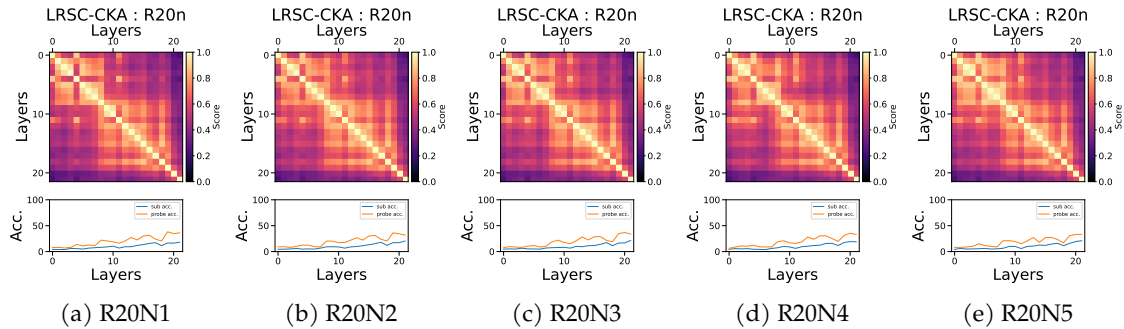 LRSC-CKA : R20n
Layers
0 10 20
0
10
20
Layers
1.0
0.8
0.6
0.4
0.2
0.0
Score
100
0
Acc.
sub acc.
probe acc.
0 10 20
Layers
(a) R20N1
LRSC-CKA : R20n
Layers
0 10 20
0
10
20
Layers
1.0
0.8
0.6
0.4
0.2
0.0
Score
100
0
Acc.
sub acc.
probe acc.
0 10 20
Layers
(b) R20N2
LRSC-CKA : R20n
Layers
0 10 20
0
10
20
Layers
1.0
0.8
0.6
0.4
0.2
0.0
Score
100
0
Acc.
sub acc.
probe acc.
0 10 20
Layers
(c) R20N3
LRSC-CKA : R20n
Layers
0 10 20
0
10
20
Layers
1.0
0.8
0.6
0.4
0.2
0.0
Score
100
0
Acc.
sub acc.
probe acc.
0 10 20
Layers
(d) R20N4
LRSC-CKA : R20n
Layers
0 10 20
0
10
20
Layers
1.0
0.8
0.6
0.4
0.2
0.0
Score
100
0
Acc.
sub acc.
probe acc.
0 10 20
Layers
(e) R20N5